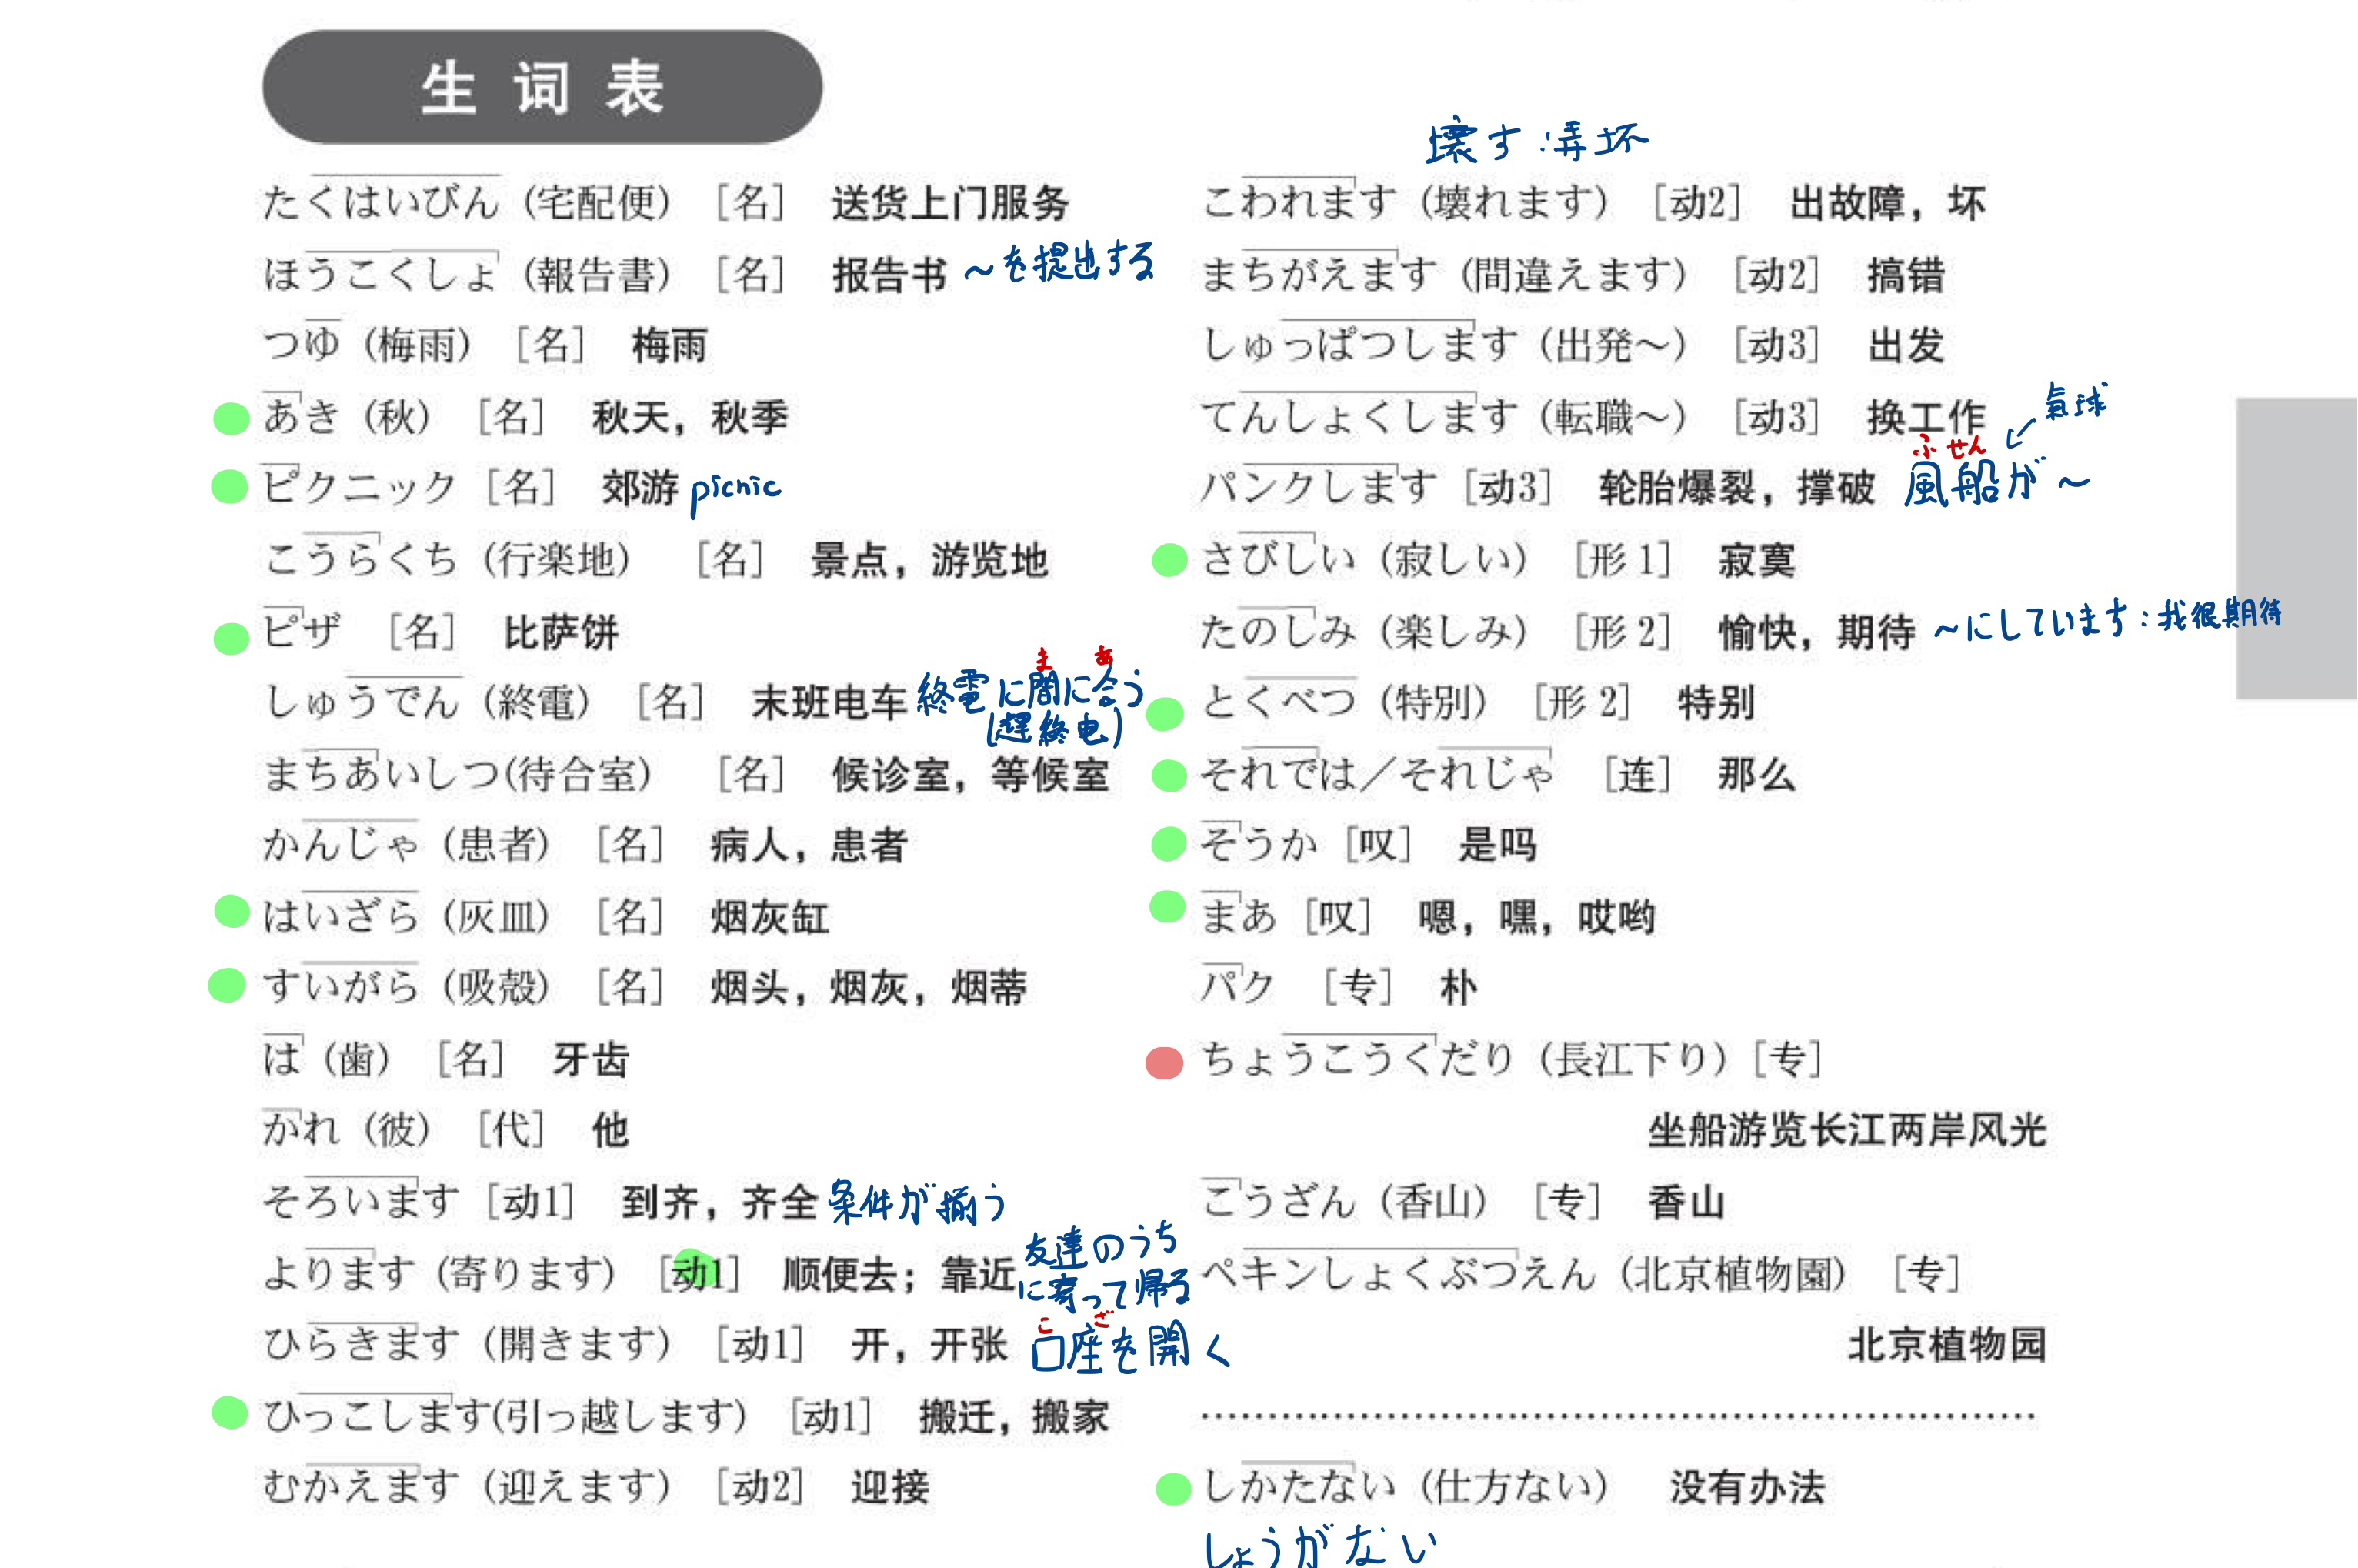 生词表
たくはいびん（宅配便）［名］ 送货上门服务
ほうこくしょ（報告書）［名］ 报告书 ～を提出する
つゆ（梅雨）［名］ 梅雨
あき（秋）［名］ 秋天，秋季
ピクニック［名］ 郊游 picnic
こうらくち（行楽地）［名］ 景点，游览地
ピザ［名］ 比萨饼
ま あ
しゅうでん（終電）［名］ 末班电车 終電に間に合う
(趕終电)
まちあいしつ(待合室）［名］ 候诊室，等候室
かんじゃ（患者）［名］ 病人，患者
はいざら（灰皿）［名］ 烟灰缸
すいがら（吸殻）［名］ 烟头，烟灰，烟蒂
は（歯）［名］ 牙齿
かれ（彼）［代］ 他
そろいます［动1］ 到齐，齐全 条件が揃う
よります（寄ります）［动1］ 顺便去；靠近 友達のうち
に寄って帰る
こ ざ
ひらきます（開きます）［动1］ 开，开张 口座を開く
ひっこします(引っ越します）［动1］ 搬迁，搬家
むかえます（迎えます）［动2］ 迎接
壊す：弄坏
こわれます（壊れます）［动2］ 出故障，坏
まちがえます（間違えます）［动2］ 搞错
しゅっぱつします（出発～）［动3］ 出发
てんしょくします（転職～）［动3］ 换工作
氣球
ふ せん
パンクします［动3］ 轮胎爆裂，撑破 風船が～
さびしい（寂しい）［形1］ 寂寞
たのしみ（楽しみ）［形2］ 愉快，期待 ～にしています：我很期待
とくべつ（特別）［形2］ 特别
それでは／それじゃ［连］ 那么
そうか［叹］ 是吗
まあ［叹］ 嗯，嘿，哎哟
パク［专］ 朴
ちょうこうくだり（長江下り）［专］
坐船游览长江两岸风光
こうざん（香山）［专］ 香山
ペキンしょくぶつえん（北京植物園）［专］
北京植物园
しかたない（仕方ない） 没有办法
しょうがない